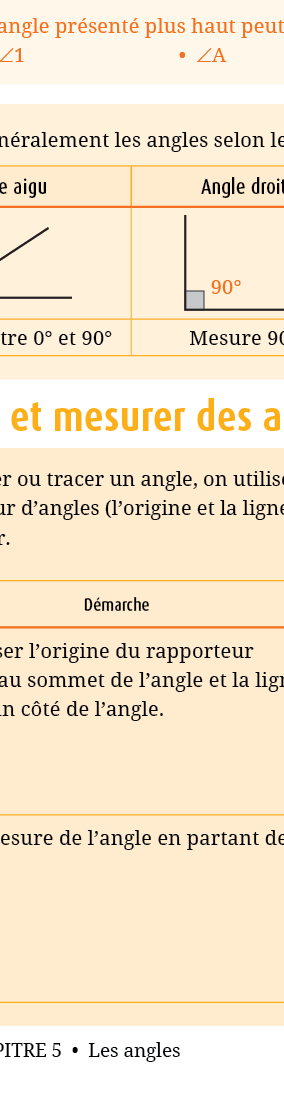 angle présenté plus haut peut
∠1 • ∠A
néralement les angles selon le
e aigu Angle droit
90°
tre 0° et 90° Mesure 90
et mesurer des a
er ou tracer un angle, on utilise
ur d’angles (l’origine et la ligne
r.
Démarche
ser l’origine du rapporteur
au sommet de l’angle et la lign
n côté de l’angle.
esure de l’angle en partant de
PITRE 5 • Les angles